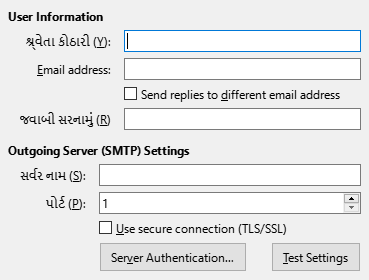 User Information
શ્ર્વેતા કોઠારી (Y):
Email address:
Send replies to different email address
જવાબી સરનામું (R)
Outgoing Server (SMTP) Settings
સર્વર નામ (S):
પોર્ટ (P): 1
Use secure connection (TLS/SSL)
Server Authentication... Test Settings